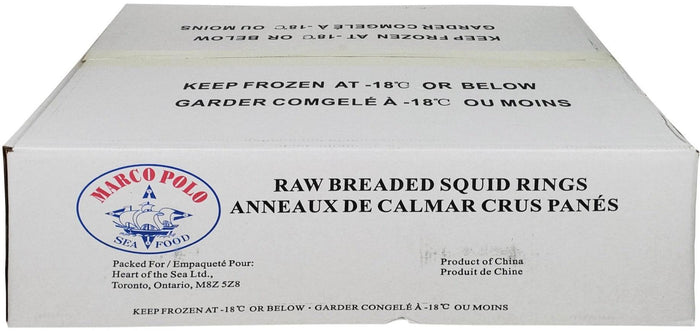 GARDER COMGELÉ À -18℃ OU MOINS
KEEP FROZEN AT -18℃ OR BELOW
KEEP FROZEN AT -18℃ OR BELOW
GARDER COMGELÉ À -18℃ OU MOINS
MARCO POLO
SEA FOOD
RAW BREADED SQUID RINGS
ANNEAUX DE CALMAR CRUS PANÉS
Packed For / Empaqueté Pour:
Heart of the Sea Ltd.,
Toronto, Ontario, M8Z 5Z8
Product of China
Produit de Chine
KEEP FROZEN AT -18℃ OR BELOW · GARDER CONGELÉ À -18℃ OU MOINS